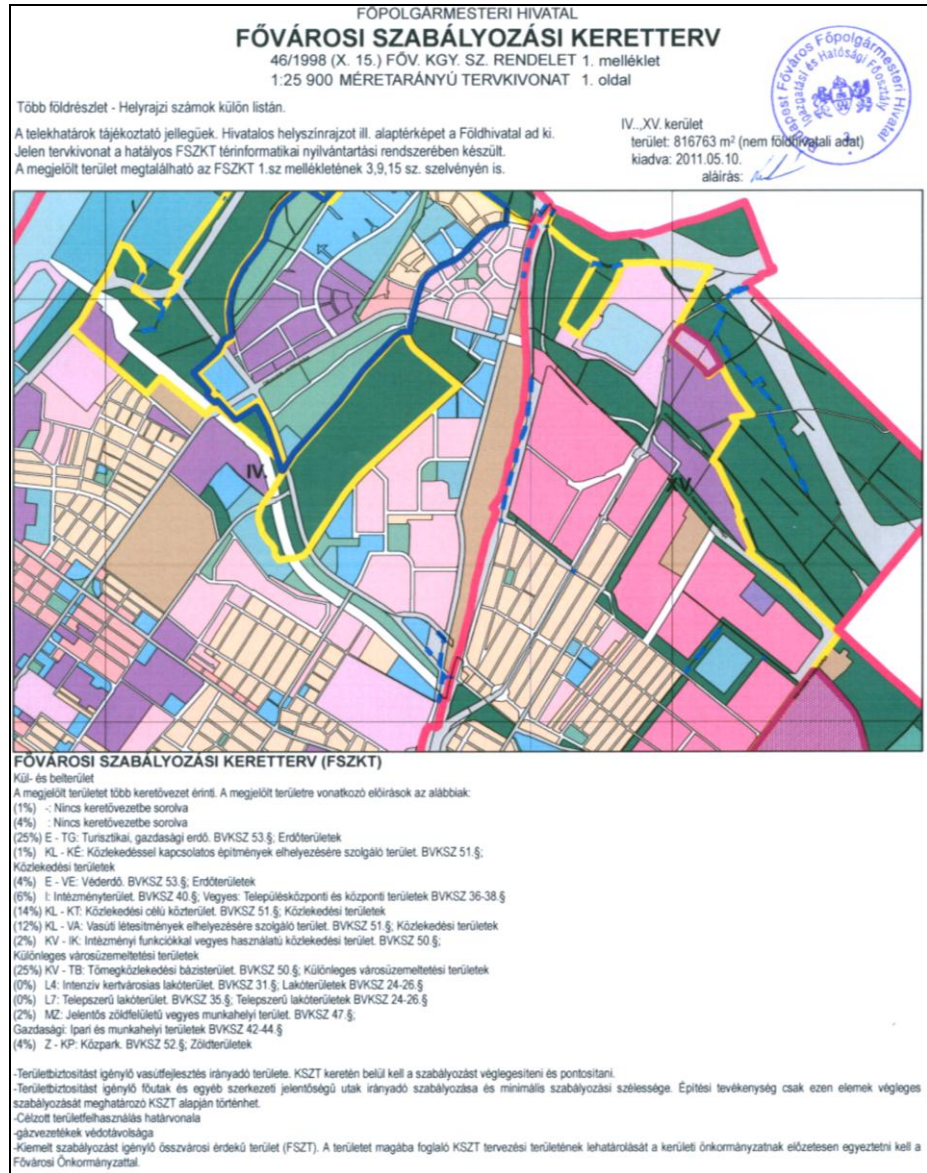 FŐPOLGÁRMESTERI HIVATAL
FŐVÁROSI SZABÁLYOZÁSI KERETTERV
46/1998 (X. 15.) FŐV. KGY. SZ. RENDELET 1. melléklet
1:25 900 MÉRETARÁNYÚ TERVKIVONAT 1. oldal
Budapest Főváros Főpolgármesteri Hivatal
Igazgatási és Hatósági Főosztály
Több földrészlet - Helyrajzi számok külön listán.
A telekhatárok tájékoztató jellegüek. Hivatalos helyszínrajzot ill. alaptérképet a Földhivatal ad ki.
Jelen tervkivonat a hatályos FSZKT térinformatikai nyilvántartási rendszerében készült.
A megjelölt terület megtalálható az FSZKT 1.sz mellékletének 3,9,15 sz. szelvényén is.
IV.,,XV. kerület
terület: 816763 m² (nem földhivatali adat)
kiadva: 2011.05.10.
aláírás:
IV.
XV.
FŐVÁROSI SZABÁLYOZÁSI KERETTERV (FSZKT)
Kül- és belterület
A megjelölt területet több keretövezet érinti. A megjelölt területre vonatkozó előírások az alábbiak:
(1%) -: Nincs keretövezetbe sorolva
(4%) : Nincs keretövezetbe sorolva
(25%) E - TG: Turisztikai, gazdasági erdő. BVKSZ 53.§; Erdőterületek
(1%) KL - KÉ: Közlekedéssel kapcsolatos építmények elhelyezésére szolgáló terület. BVKSZ 51.§;
Közlekedési területek
(4%) E - VE: Véderdő. BVKSZ 53.§; Erdőterületek
(6%) I: Intézményterület. BVKSZ 40.§; Vegyes: Településközponti és központi területek BVKSZ 36-38.§
(14%) KL - KT: Közlekedési célú közterület. BVKSZ 51.§; Közlekedési területek
(12%) KL - VA: Vasúti létesítmények elhelyezésére szolgáló terület. BVKSZ 51.§; Közlekedési területek
(2%) KV - IK: Intézményi funkciókkal vegyes használatú közlekedési terület. BVKSZ 50.§;
Különleges városüzemeltetési területek
(25%) KV - TB: Tömegközlekedési bázisterület. BVKSZ 50.§; Különleges városüzemeltetési területek
(0%) L4: Intenzív kertvárosias lakóterület. BVKSZ 31.§; Lakóterületek BVKSZ 24-26.§
(0%) L7: Telepszerű lakóterület. BVKSZ 35.§; Telepszerű lakóterületek BVKSZ 24-26.§
(2%) MZ: Jelentős zöldfelületű vegyes munkahelyi terület. BVKSZ 47.§;
Gazdasági: Ipari és munkahelyi területek BVKSZ 42-44.§
(4%) Z - KP: Közpark. BVKSZ 52.§; Zöldterületek
-Területbiztosítást igénylő vasútfejlesztés irányadó területe. KSZT keretén belül kell a szabályozást véglegesíteni és pontosítani.
-Területbiztosítást igénylő főutak és egyéb szerkezeti jelentőségű utak irányadó szabályozása és minimális szabályozási szélessége. Építési tevékenység csak ezen elemek végleges
szabályozását meghatározó KSZT alapján történhet.
-Célzott területfelhasználás határvonala
-gázvezetékek védőtávolsága
-Kiemelt szabályozást igénylő összvárosi érdekű terület (FSZT). A területet magába foglaló KSZT tervezési területének lehatárolását a kerületi önkormányzatnak előzetesen egyeztetni kell a
Fővárosi Önkormányzattal.